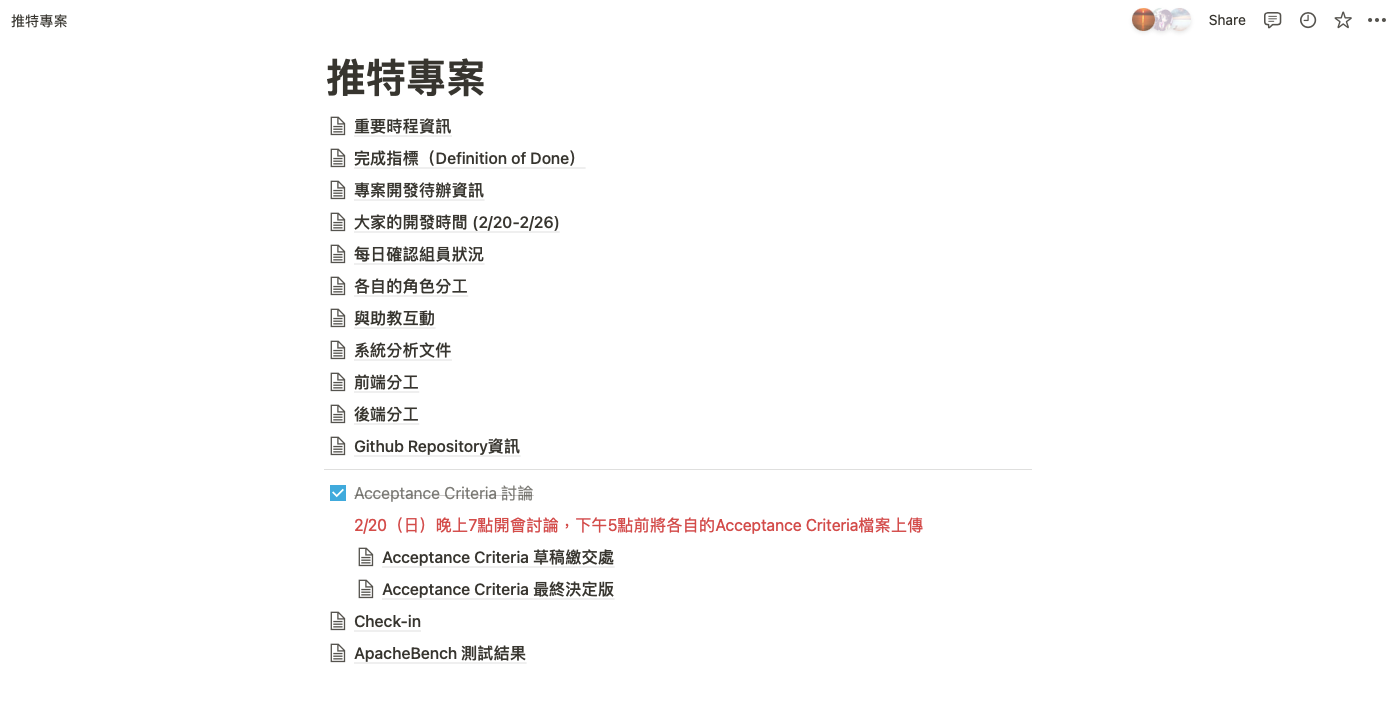 推特專案
Share
推特專案
重要時程資訊
完成指標（Definition of Done）
專案開發待辦資訊
大家的開發時間 (2/20-2/26)
每日確認組員狀況
各自的角色分工
與助教互動
系統分析文件
前端分工
後端分工
Github Repository資訊
Acceptance Criteria 討論
2/20（日）晚上7點開會討論，下午5點前將各自的Acceptance Criteria檔案上傳
Acceptance Criteria 草稿繳交處
Acceptance Criteria 最終決定版
Check-in
ApacheBench 測試結果